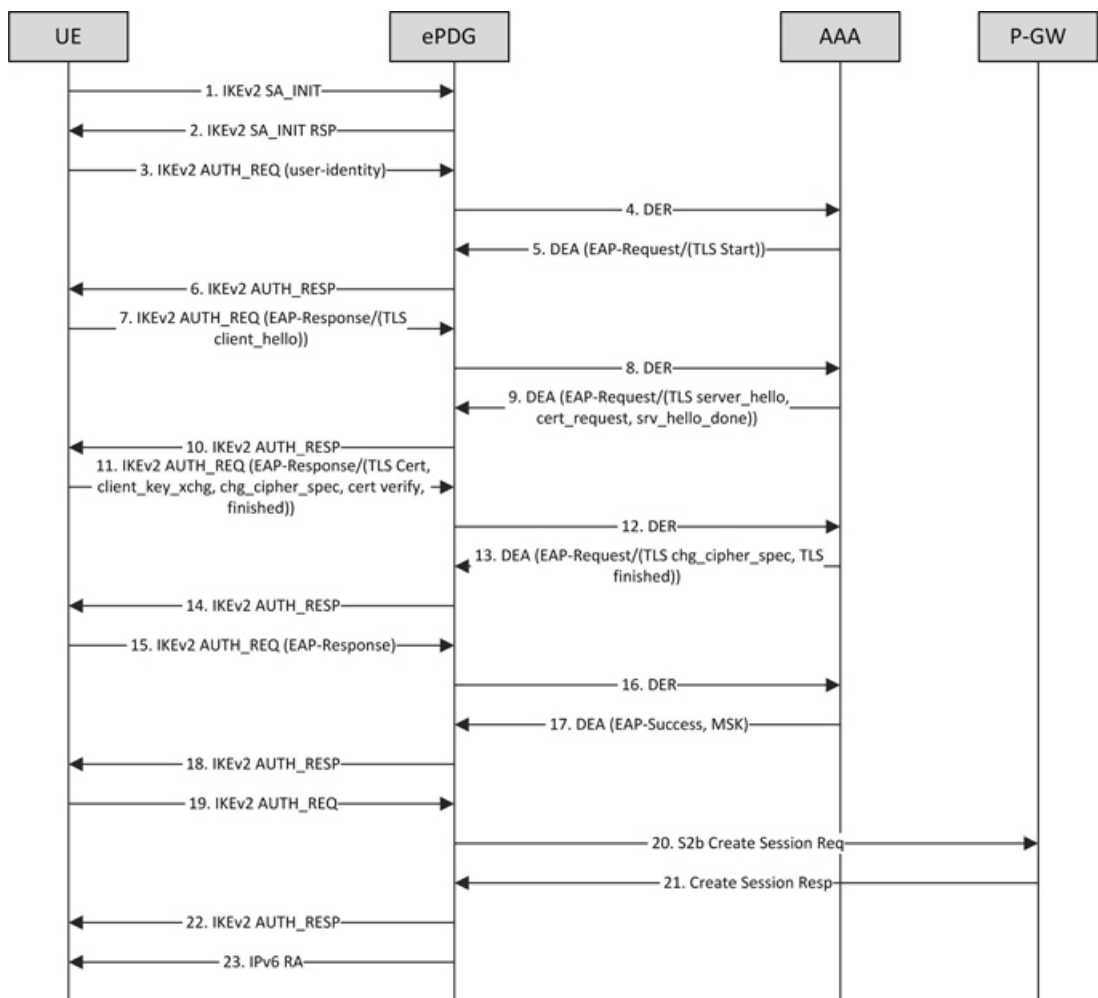 UE
ePDG
AAA
P-GW
1. IKEv2 SA_INIT
2. IKEv2 SA_INIT RSP
3. IKEv2 AUTH_REQ (user-identity)
4. DER
5. DEA (EAP-Request/(TLS Start))
6. IKEv2 AUTH_RESP
7. IKEv2 AUTH_REQ (EAP-Response/(TLS
client_hello))
8. DER
9. DEA (EAP-Request/(TLS server_hello,
cert_request, srv_hello_done))
10. IKEv2 AUTH_RESP
11. IKEv2 AUTH_REQ (EAP-Response/(TLS Cert,
client_key_xchg, chg_cipher_spec, cert verify,
finished))
12. DER
13. DEA (EAP-Request/(TLS chg_cipher_spec, TLS
finished))
14. IKEv2 AUTH_RESP
15. IKEv2 AUTH_REQ (EAP-Response)
16. DER
17. DEA (EAP-Success, MSK)
18. IKEv2 AUTH_RESP
19. IKEv2 AUTH_REQ
20. S2b Create Session Req
21. Create Session Resp
22. IKEv2 AUTH_RESP
23. IPv6 RA